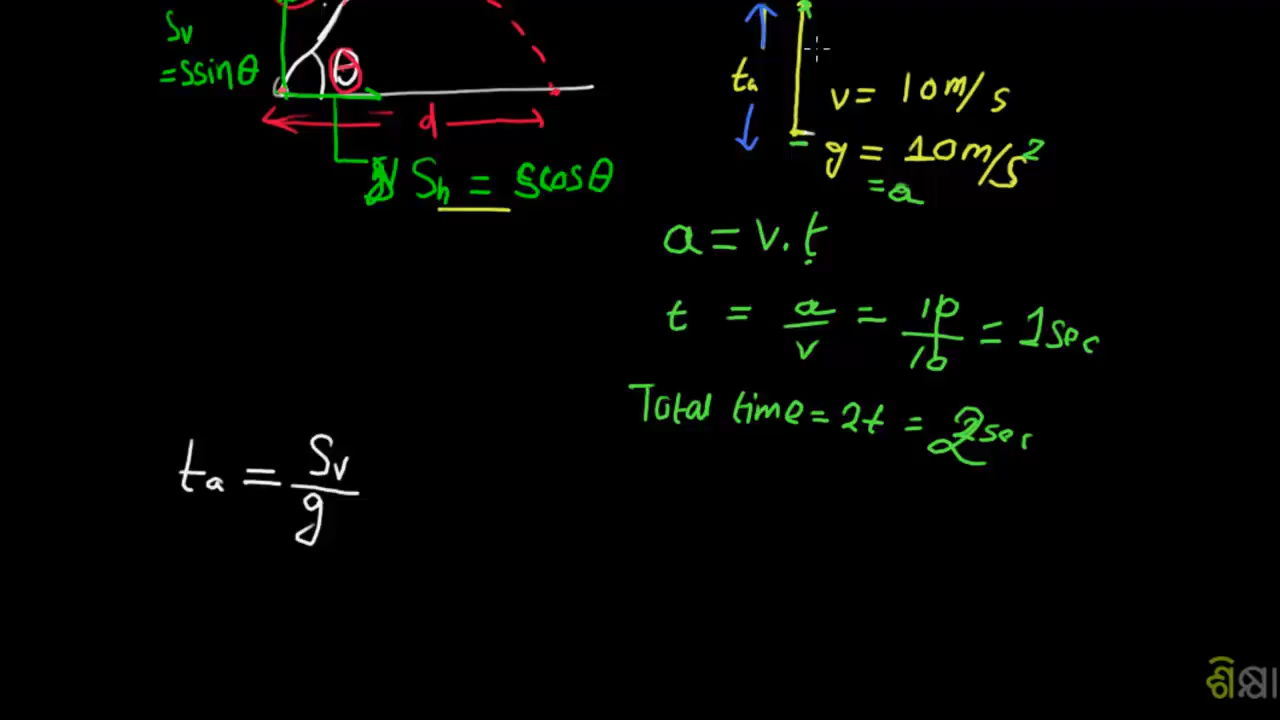 Sv
=ssinθ
θ
d
Sh = scosθ
ta
v = 10m/s
g = 10m/s²
=a
a = v.t
t = a/v = 10/10 = 1sec
Total time = 2t = 2sec
ta = Sv/g
ଶିକ୍ଷା